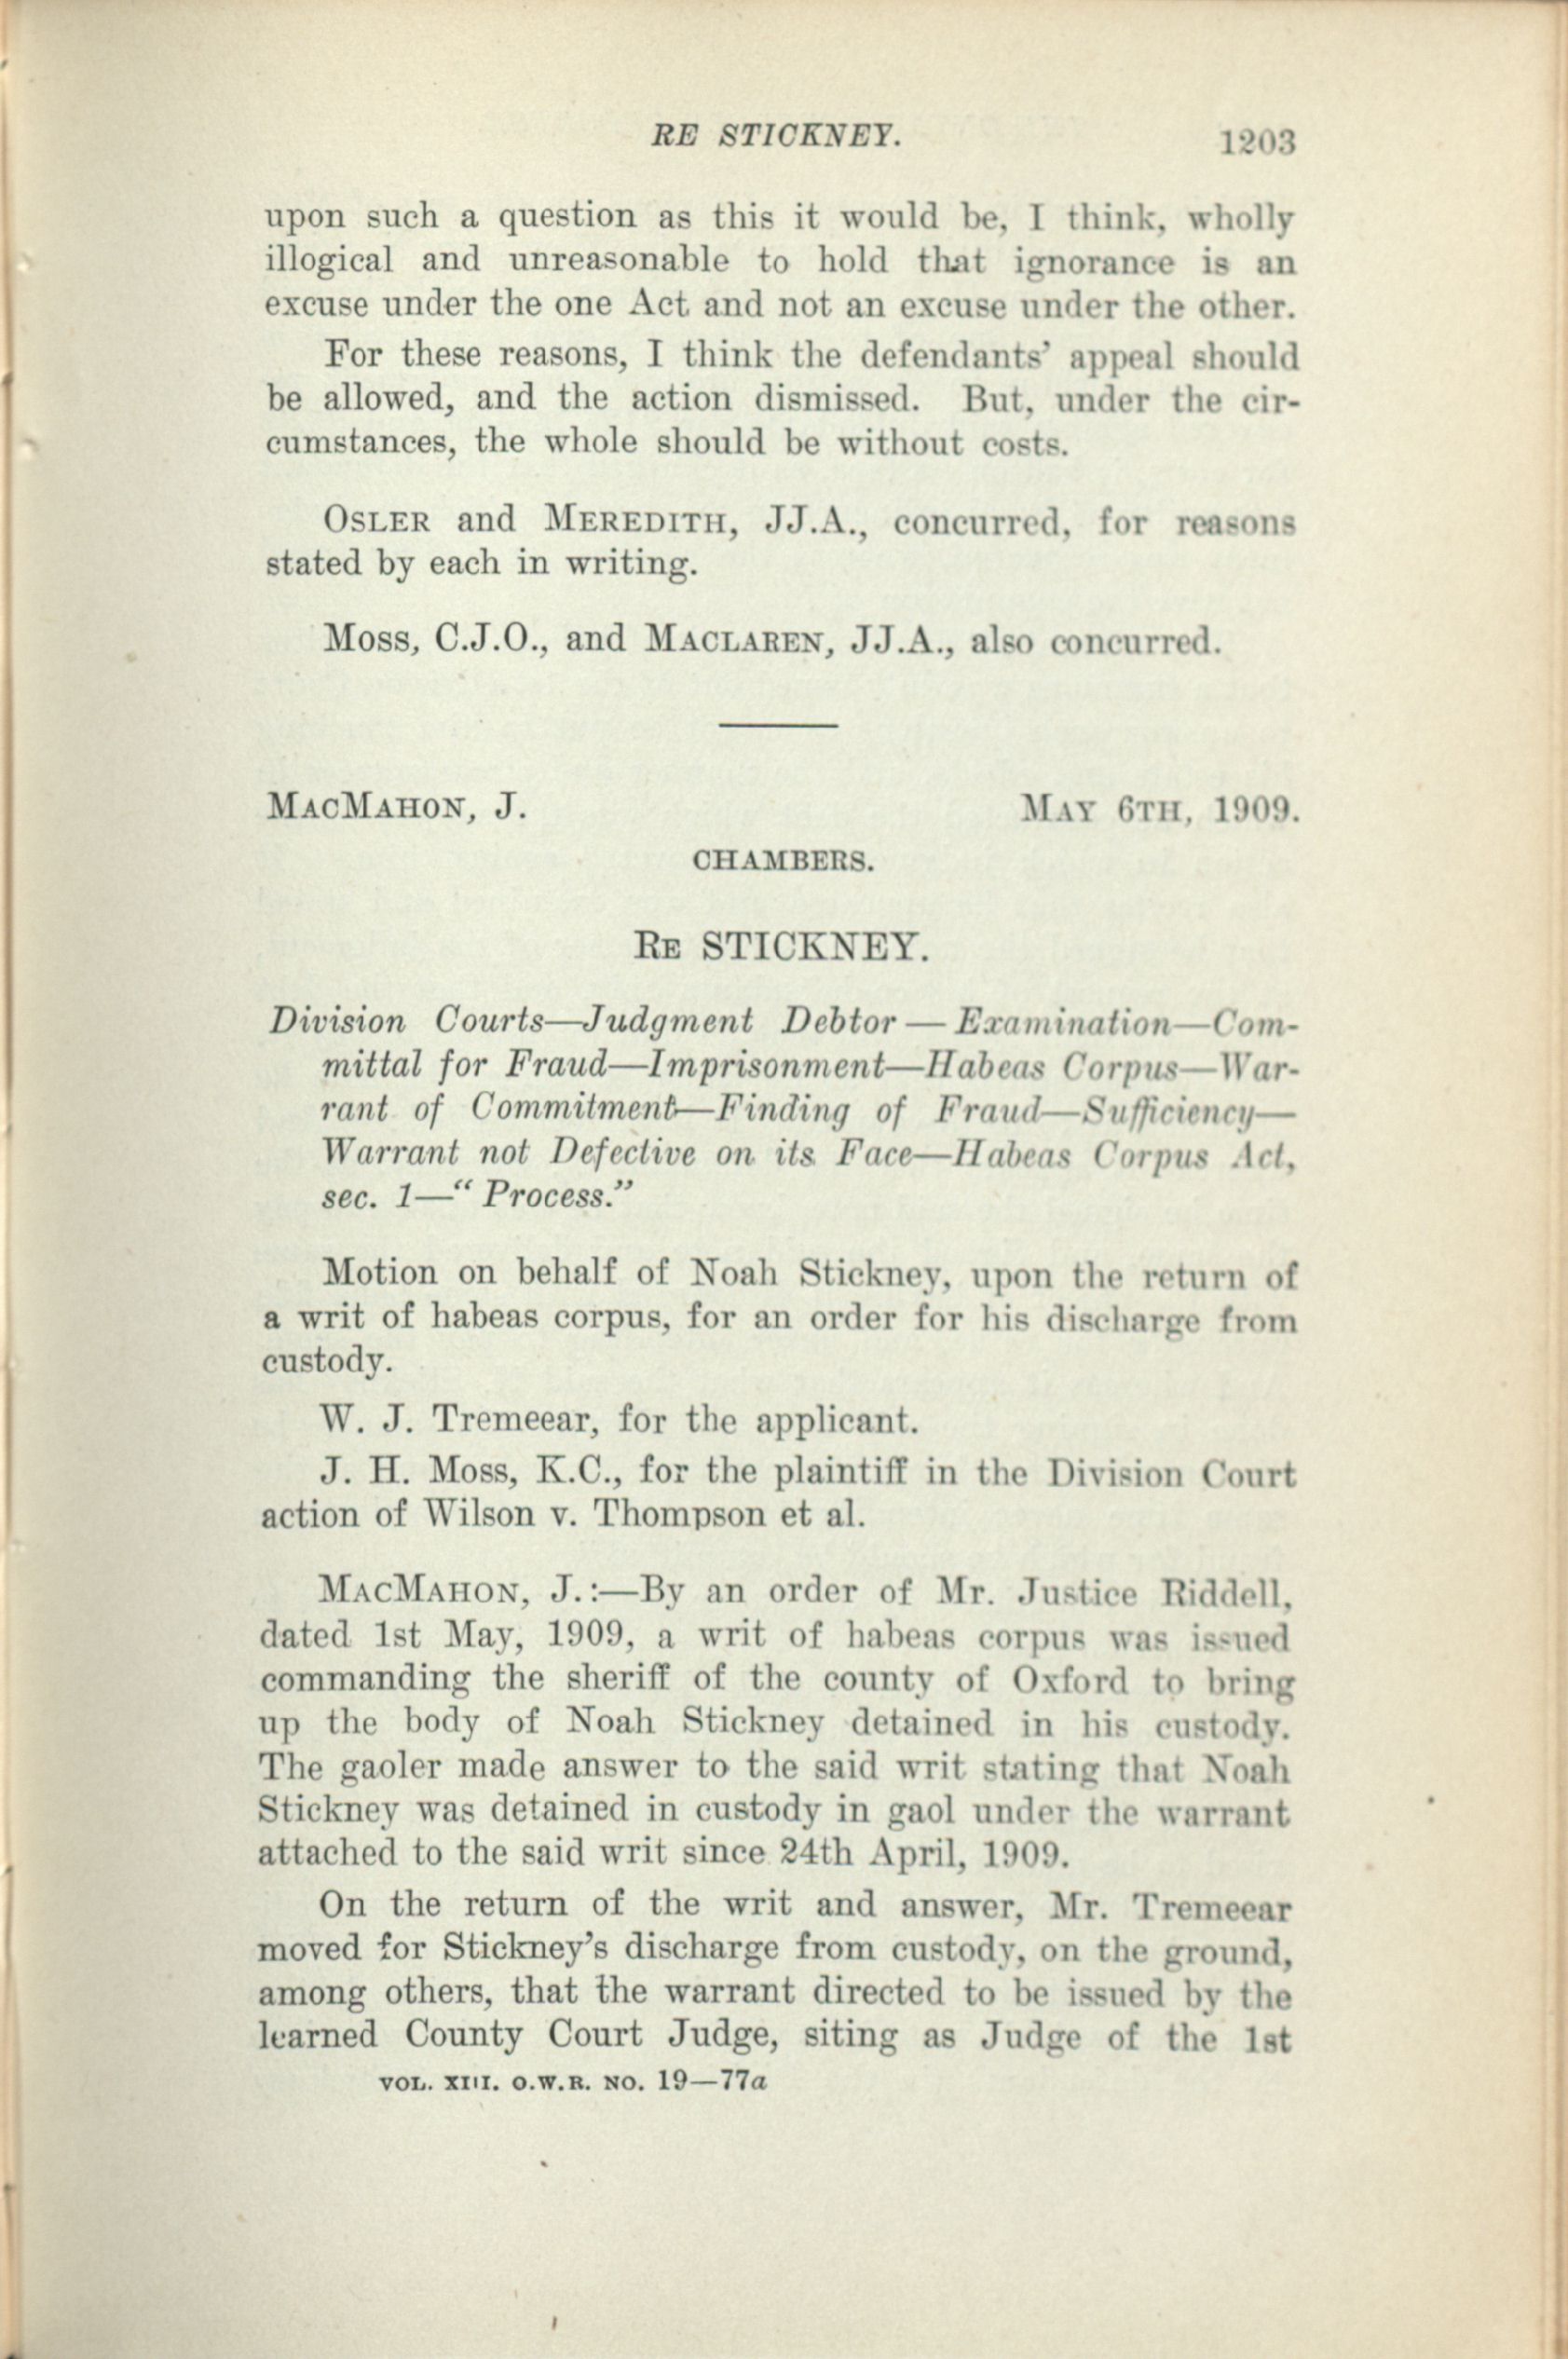 RE STICKNEY. 1203
upon such a question as this it would be, I think, wholly
illogical and unreasonable to hold that ignorance is an
excuse under the one Act and not an excuse under the other.
For these reasons, I think the defendants' appeal should
be allowed, and the action dismissed. But, under the cir-
cumstances, the whole should be without costs.
OSLER and MEREDITH, JJ.A., concurred, for reasons
stated by each in writing.
MOSS, C.J.O., and MACLAREN, JJ.A., also concurred.
MACMAHON, J. MAY 6TH, 1909.
CHAMBERS.
RE STICKNEY.
Division Courts—Judgment Debtor — Examination—Com-
mittal for Fraud—Imprisonment—Habeas Corpus—War-
rant of Commitment—Finding of Fraud—Sufficiency—
Warrant not Defective on its Face—Habeas Corpus Act,
sec. 1—“ Process.”
Motion on behalf of Noah Stickney, upon the return of
a writ of habeas corpus, for an order for his discharge from
custody.
W. J. Tremeear, for the applicant.
J. H. Moss, K.C., for the plaintiff in the Division Court
action of Wilson v. Thompson et al.
MACMAHON, J.:—By an order of Mr. Justice Riddell,
dated 1st May, 1909, a writ of habeas corpus was issued
commanding the sheriff of the county of Oxford to bring
up the body of Noah Stickney detained in his custody.
The gaoler made answer to the said writ stating that Noah
Stickney was detained in custody in gaol under the warrant
attached to the said writ since 24th April, 1909.
On the return of the writ and answer, Mr. Tremeear
moved for Stickney's discharge from custody, on the ground,
among others, that the warrant directed to be issued by the
learned County Court Judge, siting as Judge of the 1st
VOL. XIII. O.W.R. NO. 19—77a